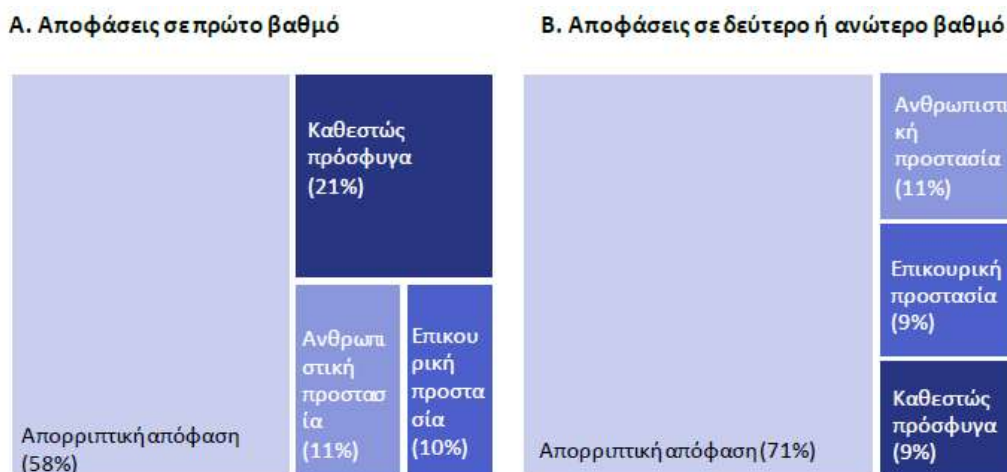 Α. Αποφάσεις σε πρώτο βαθμό
Καθεστώς
πρόσφυγα
(21%)
Ανθρωπι
στική
προστασ
ία
(11%)
Επικου
ρική
προστα
σία
(10%)
Απορριπτική απόφαση
(58%)
Β. Αποφάσεις σε δεύτερο ή ανώτερο βαθμό
Ανθρωπιστι
κή
προστασία
(11%)
Επικουρική
προστασία
(9%)
Καθεστώς
πρόσφυγα
(9%)
Απορριπτική απόφαση (71%)